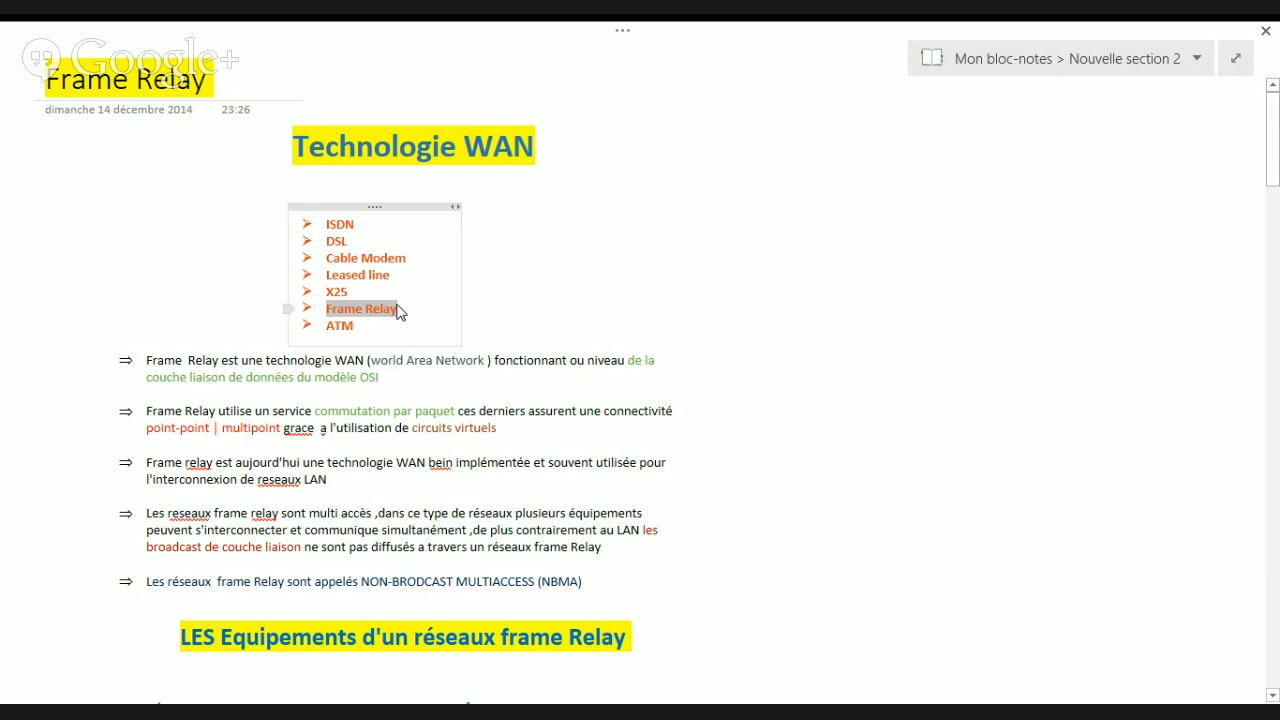 Google+
Mon bloc-notes > Nouvelle section 2
Frame Relay
dimanche 14 décembre 2014 23:26
Technologie WAN
ISDN
DSL
Cable Modem
Leased line
X25
Frame Relay
ATM
Frame Relay est une technologie WAN (world Area Network ) fonctionnant ou niveau de la
couche liaison de données du modèle OSI
Frame Relay utilise un service commutation par paquet ces derniers assurent une connectivité
point-point | multipoint grace a l'utilisation de circuits virtuels
Frame relay est aujourd'hui une technologie WAN bein implémentée et souvent utilisée pour
l'interconnexion de reseaux LAN
Les reseaux frame relay sont multi accès ,dans ce type de réseaux plusieurs équipements
peuvent s'interconnecter et communique simultanément ,de plus contrairement au LAN les
broadcast de couche liaison ne sont pas diffusés a travers un réseaux frame Relay
Les réseaux frame Relay sont appelés NON-BRODCAST MULTIACCESS (NBMA)
LES Equipements d'un réseaux frame Relay